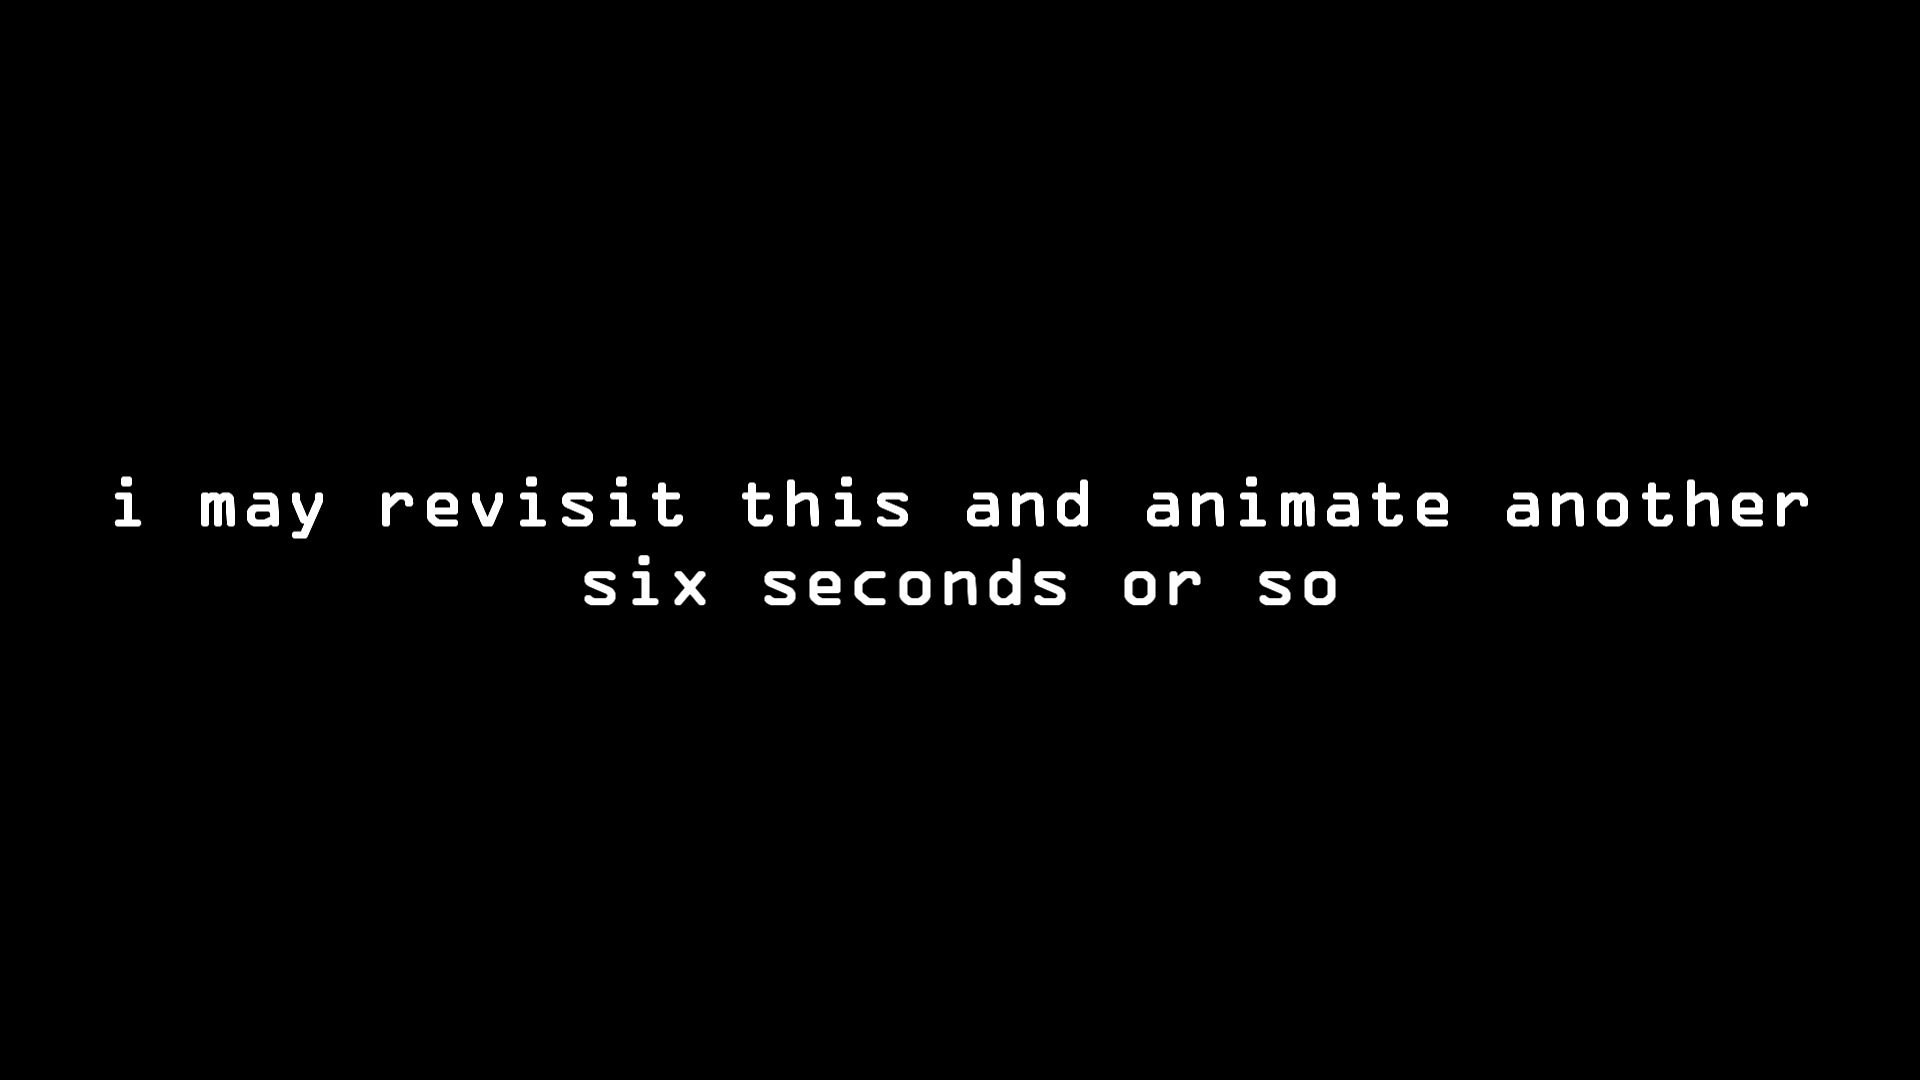 i may revisit this and animate another
six seconds or so